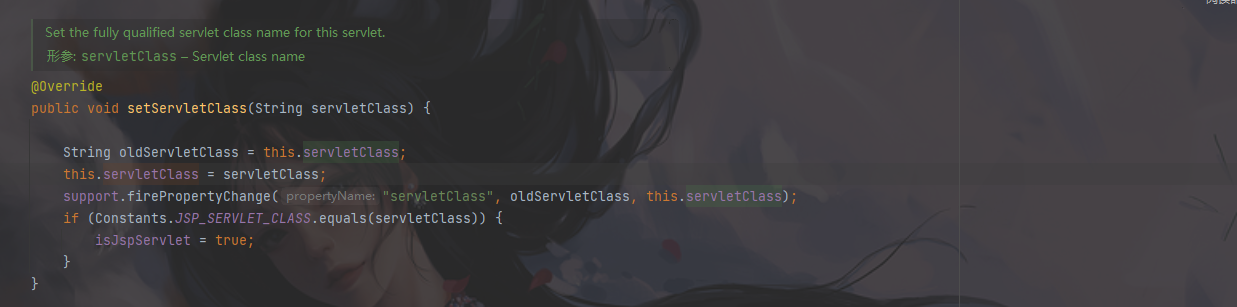 Set the fully qualified servlet class name for this servlet.
形参: servletClass – Servlet class name
@Override
public void setServletClass(String servletClass) {
String oldServletClass = this.servletClass;
this.servletClass = servletClass;
support.firePropertyChange( propertyName: "servletClass", oldServletClass, this.servletClass);
if (Constants.JSP_SERVLET_CLASS.equals(servletClass)) {
isJspServlet = true;
}
}